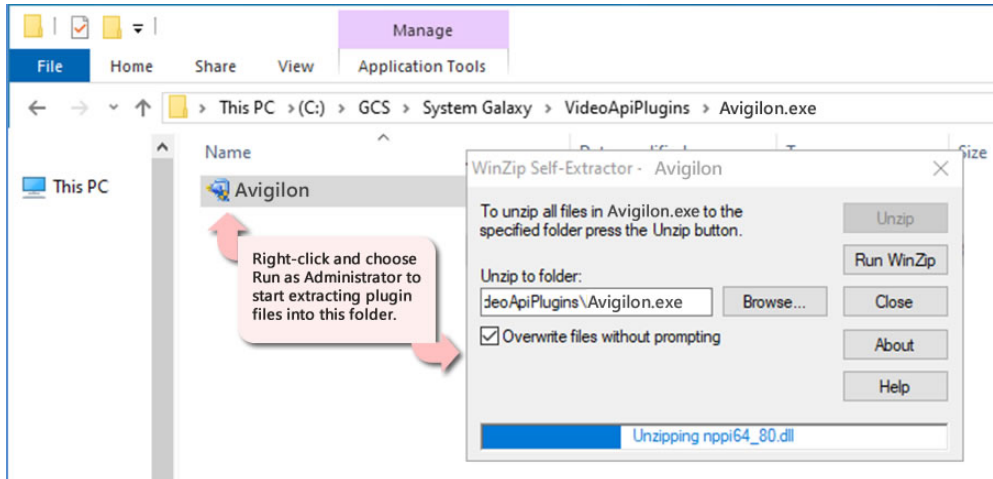 Manage
File Home Share View Application Tools
This PC > (C:) > GCS > System Galaxy > VideoApiPlugins > Avigilon.exe
Name
Size
This PC
Avigilon
Right-click and choose
Run as Administrator to
start extracting plugin
files into this folder.
WinZip Self-Extractor - Avigilon
To unzip all files in Avigilon.exe to the
specified folder press the Unzip button.
Unzip to folder:
deoApiPlugins\Avigilon.exe
Browse...
Overwrite files without prompting
Unzip
Run WinZip
Close
About
Help
Unzipping nppi64_80.dll